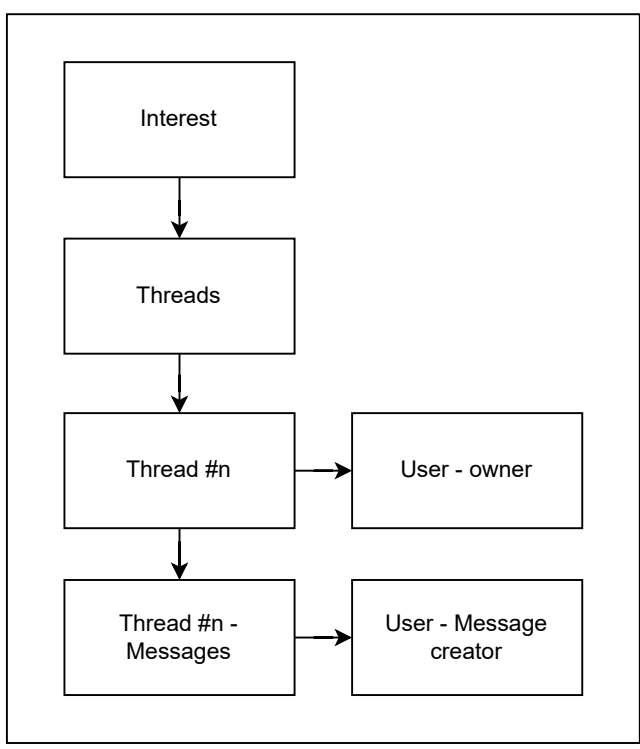 Interest
Threads
Thread #n
User - owner
Thread #n -
Messages
User - Message
creator